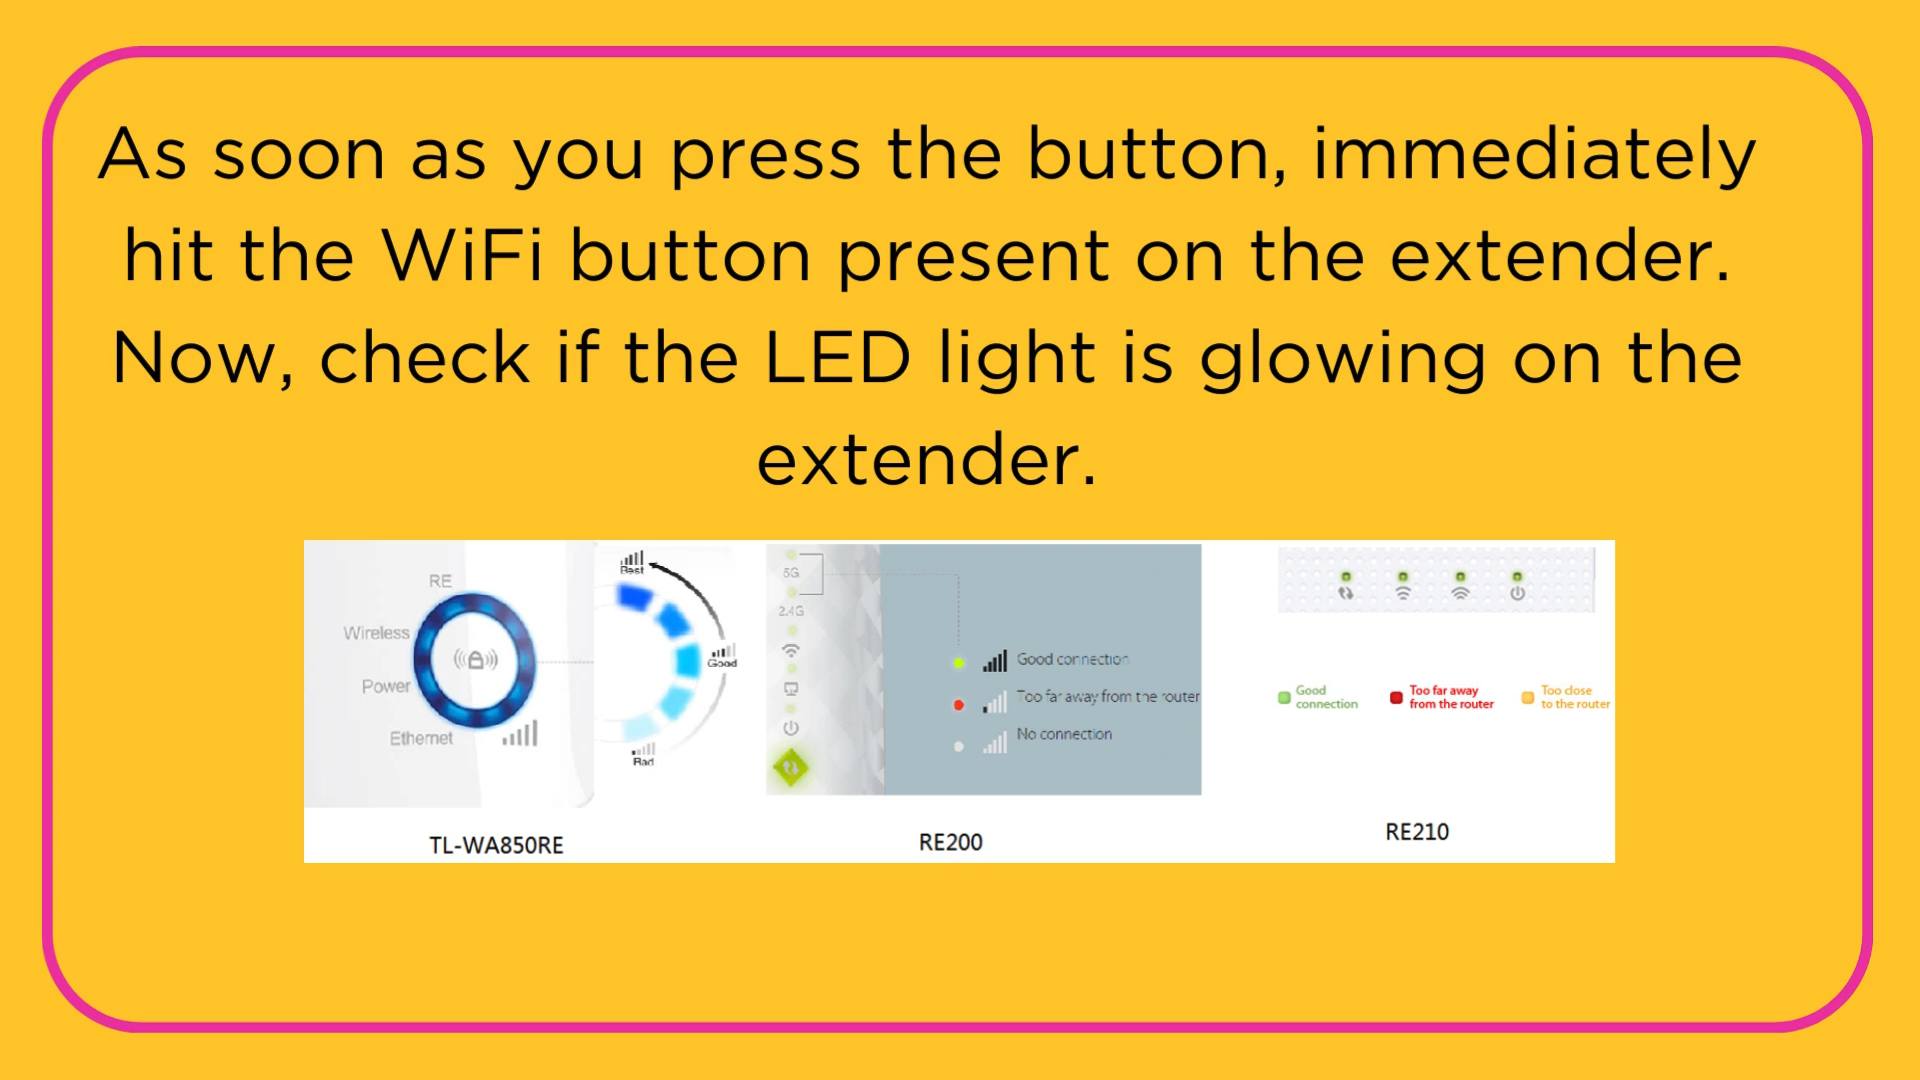 As soon as you press the button, immediately
hit the WiFi button present on the extender.
Now, check if the LED light is glowing on the
extender.
RE
Wireless
Power
Ethernet
Best
Good
Bad
TL-WA850RE
5G
2.4G
Good connection
Too far away from the router
No connection
RE200
Good
connection
Too far away
from the router
Too close
to the router
RE210